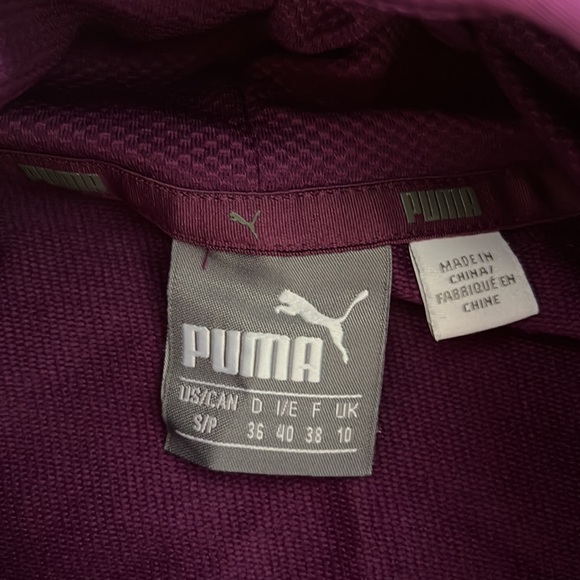 PUMA
PUMA
MADE IN
CHINA/
FABRIQUÉ EN
CHINE
PUMA
US/CAN D I/E F UK
S/P 36 40 38 10